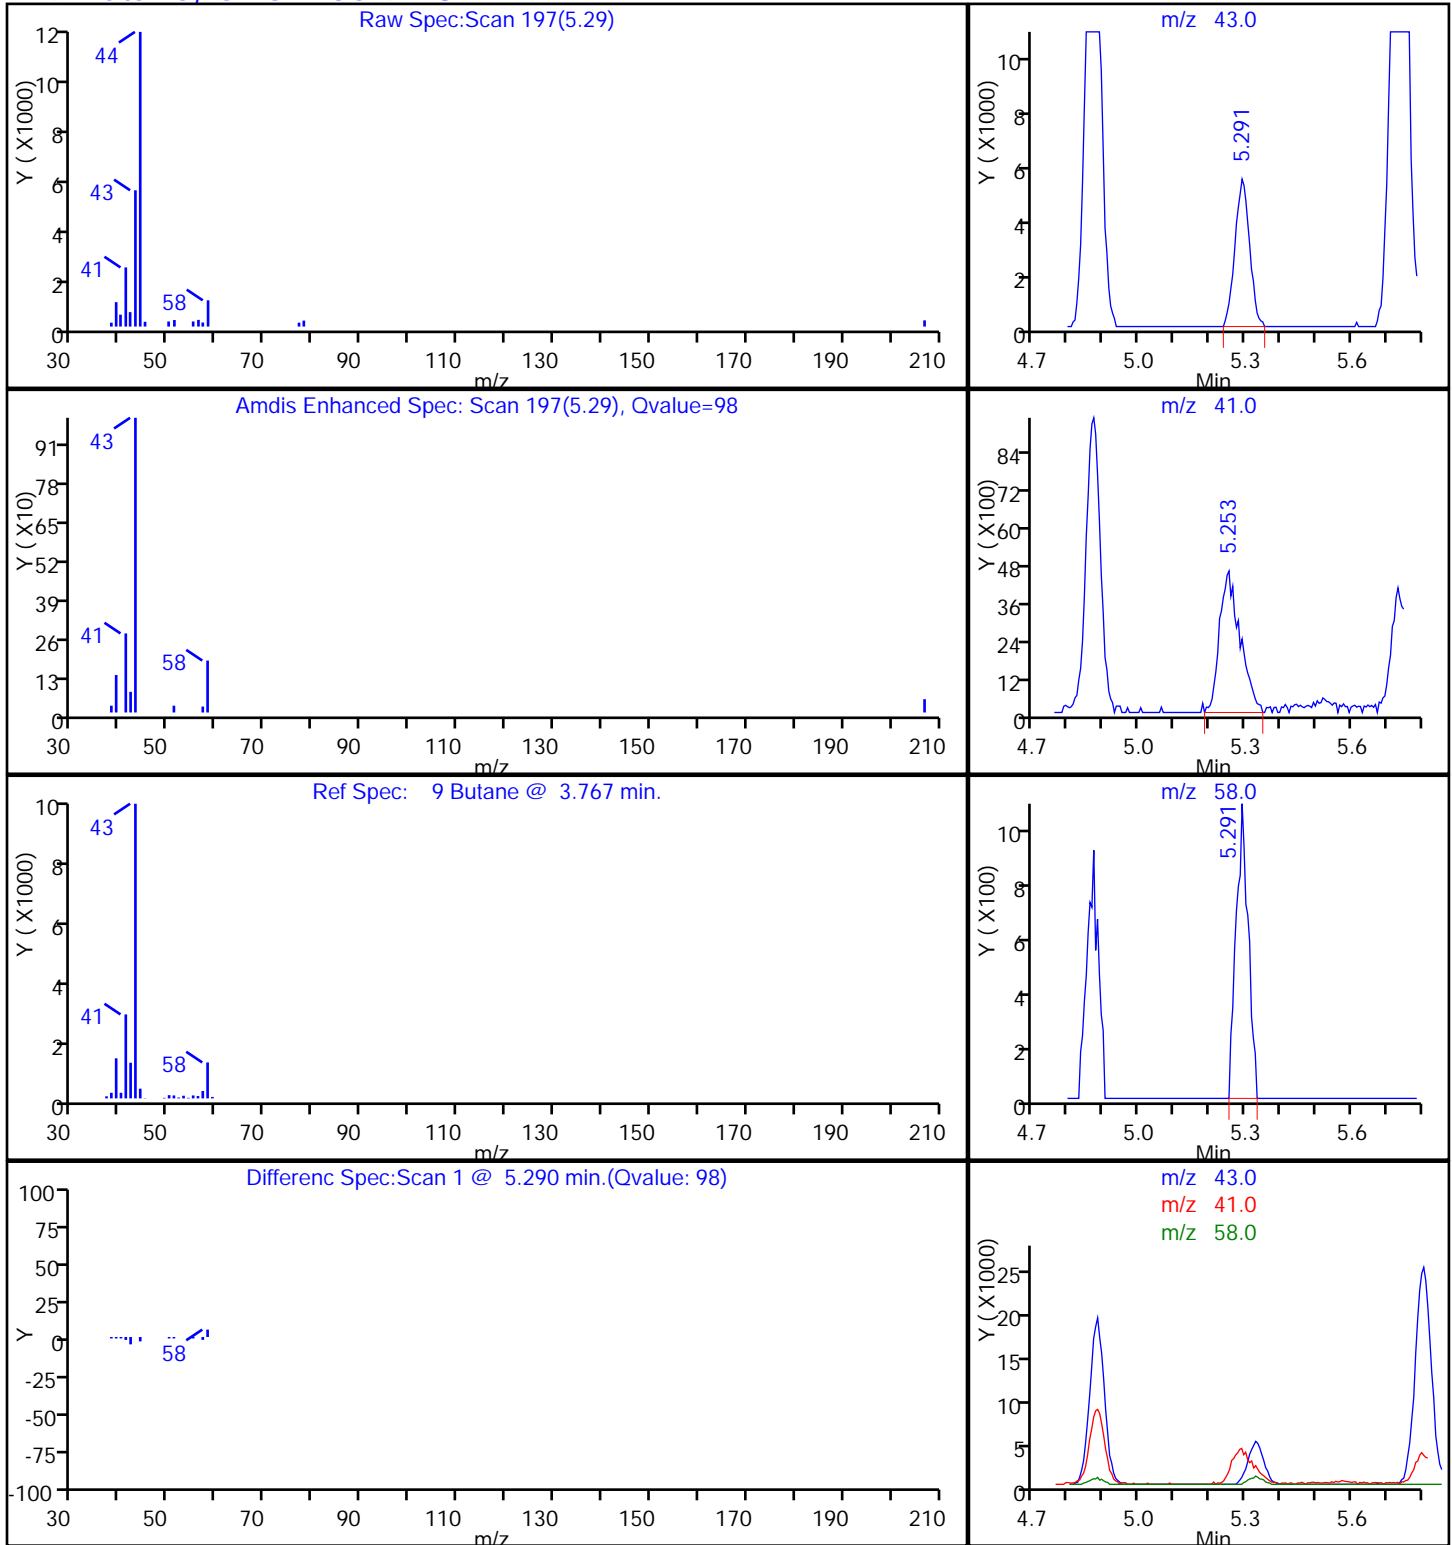 Raw Spec:Scan 197(5.29)
Y ( X1000)
12
10
8
6
4
2
0
44
43
41
58
30 50 70 90 110 130 150 170 190 210
m/z
m/z 43.0
Y ( X1000)
10
8
6
4
2
0
5.291
4.7 5.0 5.3 5.6
Min
Amdis Enhanced Spec: Scan 197(5.29), Qvalue=98
Y ( X10)
91
78
65
52
39
26
13
0
43
41
58
30 50 70 90 110 130 150 170 190 210
m/z
m/z 41.0
Y ( X100)
84
72
60
48
36
24
12
0
5.253
4.7 5.0 5.3 5.6
Min
Ref Spec: 9 Butane @ 3.767 min.
Y ( X1000)
10
8
6
4
2
0
43
41
58
30 50 70 90 110 130 150 170 190 210
m/z
m/z 58.0
Y ( X100)
10
8
6
4
2
0
5.291
4.7 5.0 5.3 5.6
Min
Differenc Spec:Scan 1 @ 5.290 min.(Qvalue: 98)
Y
100
75
50
25
0
-25
-50
-75
-100
58
30 50 70 90 110 130 150 170 190 210
m/z
m/z 43.0
m/z 41.0
m/z 58.0
Y ( X1000)
25
20
15
10
5
0
4.7 5.0 5.3 5.6
Min